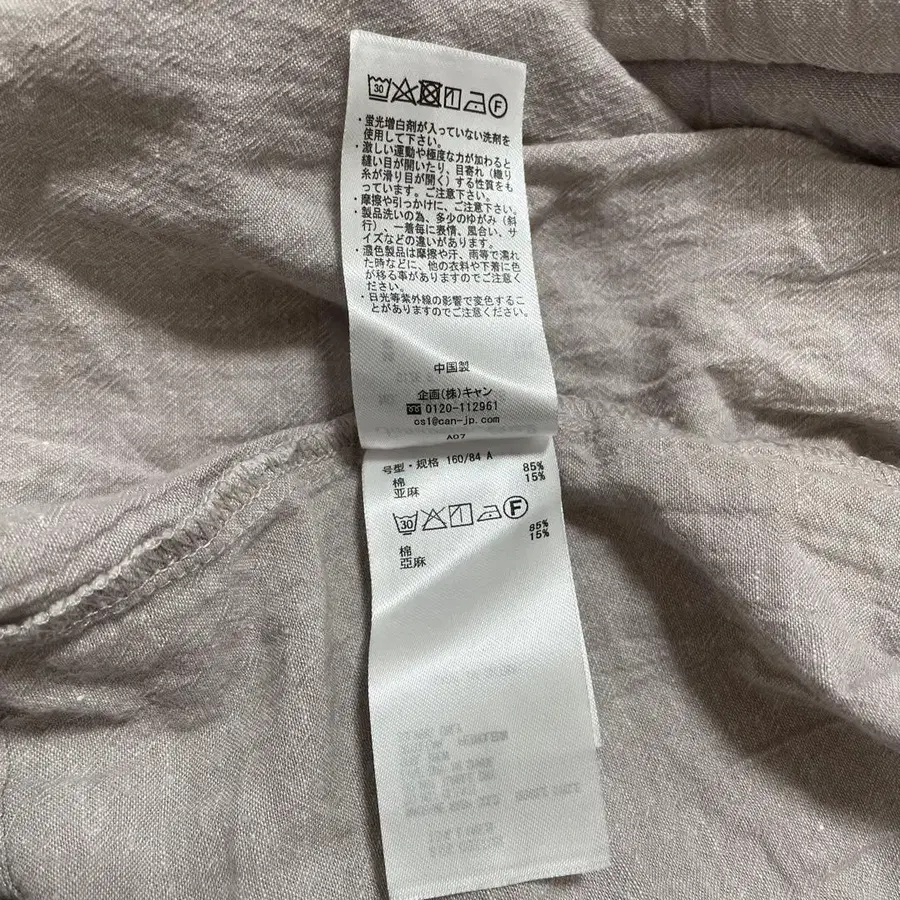 30 F
・蛍光増白剤が入っていない洗剤を
使用して下さい。
・激しい運動や極度な力が加わると
縫い目が開いたり、目寄れ(織り
糸が滑り目が開く)する性質をも
っています。ご注意下さい。
・摩擦や引っかけに、ご注意下さい。
・製品洗いの為、多少のゆがみ(斜
行)、一着毎に表情、風合い、サ
イズなどの違いがあります。
・濃色製品は摩擦や汗、雨等で濡れ
た時などに、他の衣料や下着に色
が移る事がありますのでご注意く
ださい。
・日光等紫外線の影響で変色するこ
とがありますのでご注意ください。
中国製
企画(株)キャン
0120-112961
cs1@can-jp.com
A07
号型・规格 160/84 A
棉 85%
亚麻 15%
30 F
棉 85%
亞麻 15%